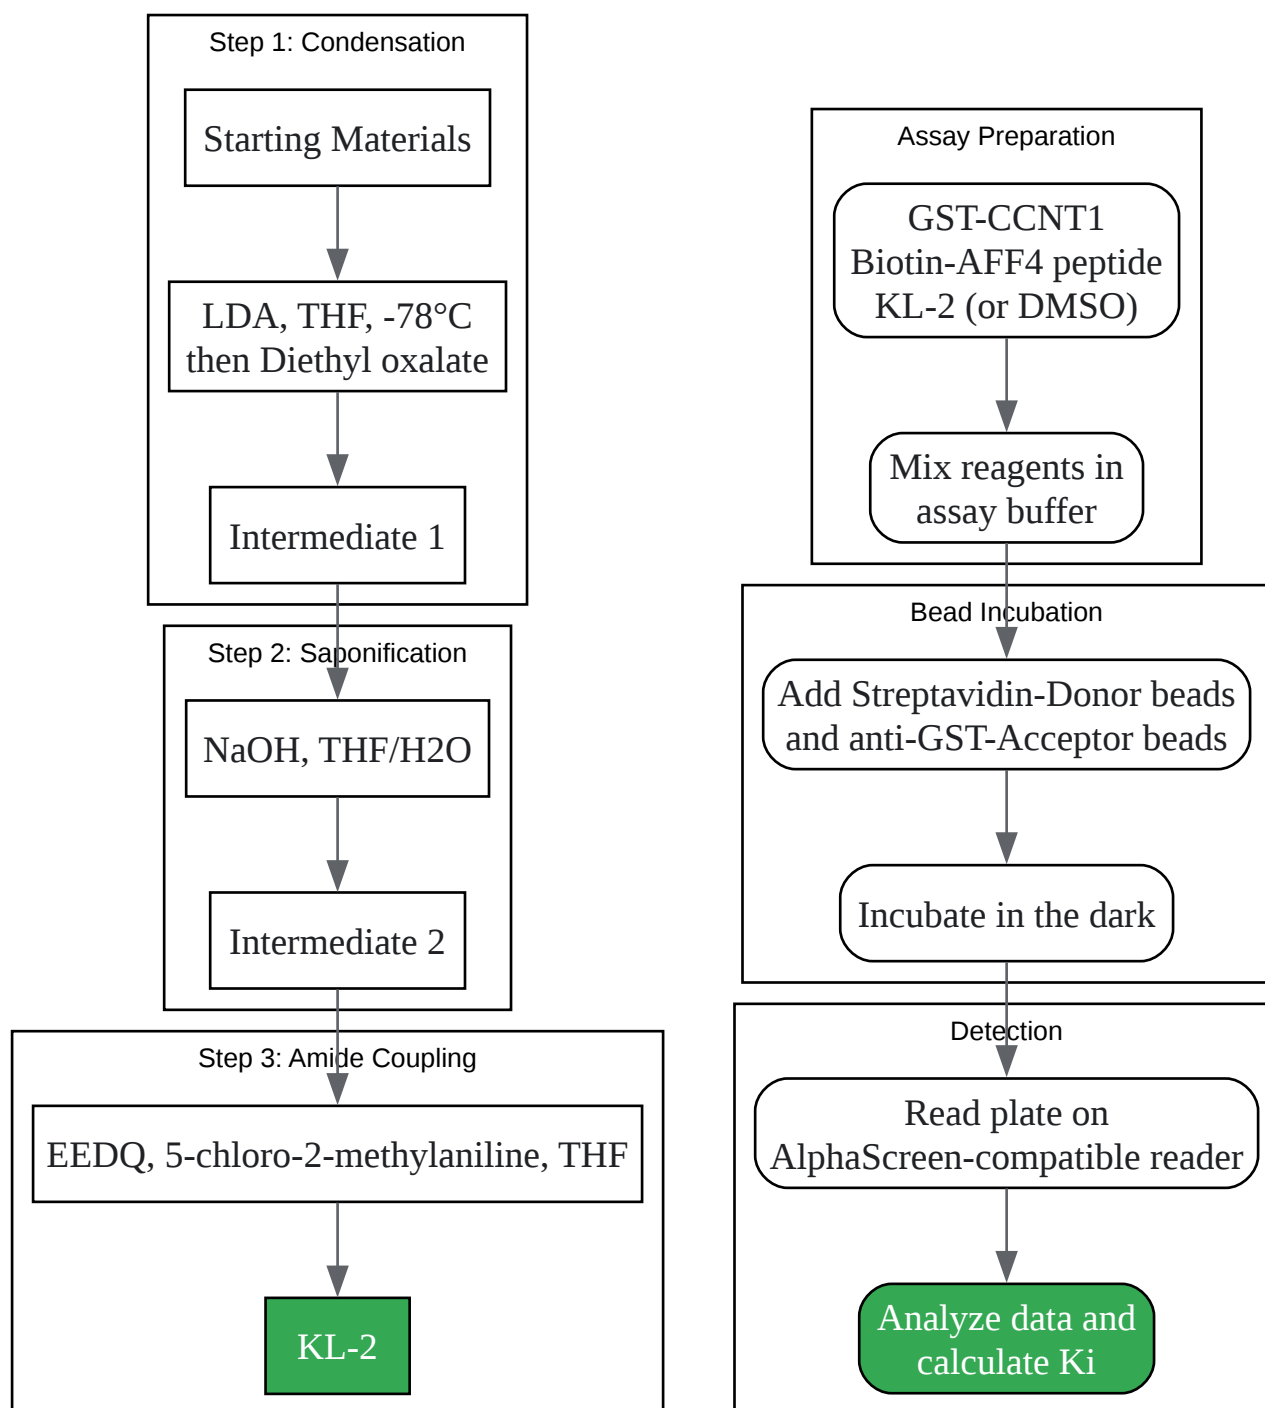 Step 1: Condensation
Starting Materials
LDA, THF, -78°C
then Diethyl oxalate
Intermediate 1
Step 2: Saponification
NaOH, THF/H2O
Intermediate 2
Step 3: Amide Coupling
EEDQ, 5-chloro-2-methylaniline, THF
KL-2
Assay Preparation
GST-CCNT1
Biotin-AFF4 peptide
KL-2 (or DMSO)
Mix reagents in
assay buffer
Bead Incubation
Add Streptavidin-Donor beads
and anti-GST-Acceptor beads
Incubate in the dark
Detection
Read plate on
AlphaScreen-compatible reader
Analyze data and
calculate Ki